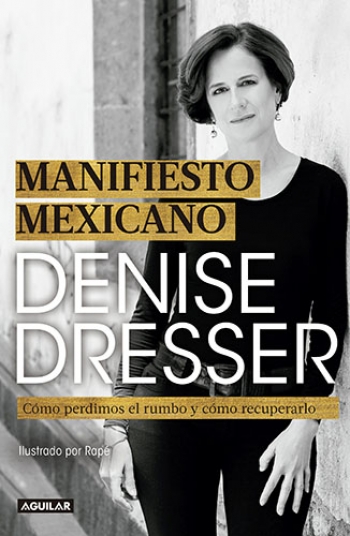 MANIFIESTO
MEXICANO
DENISE
DRESSER
Cómo perdimos el rumbo y cómo recuperarlo
Ilustrado por Rapé
AGUILAR